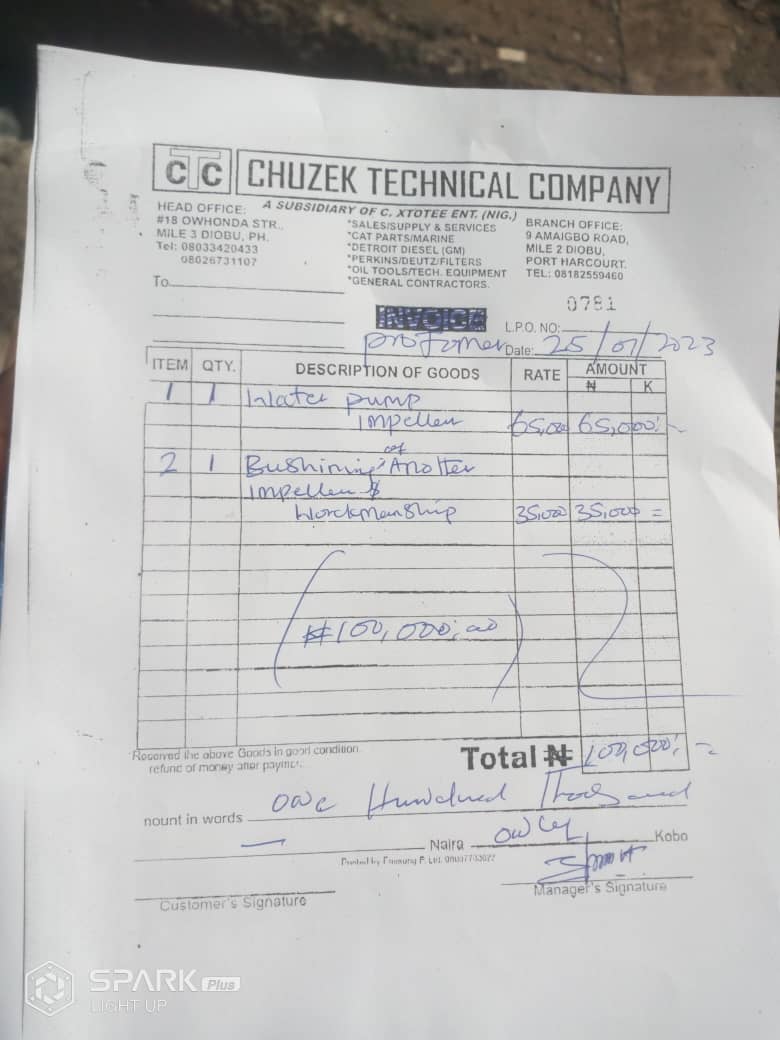 CTC CHUZEK TECHNICAL COMPANY
A SUBSIDIARY OF C. XTOTEE ENT. (NIG.)
HEAD OFFICE:
#18 OWHONDA STR.,
MILE 3 DIOBU, PH.
Tel: 08033420433
08026731107
*SALES/SUPPLY & SERVICES
*CAT PARTS/MARINE
*DETROIT DIESEL (GM)
*PERKINS/DEUTZ/FILTERS
*OIL TOOLS/TECH. EQUIPMENT
*GENERAL CONTRACTORS.
BRANCH OFFICE:
9 AMAIGBO ROAD,
MILE 2 DIOBU,
PORT HARCOURT.
TEL: 08182559460
To
0781
INVOICE
L.P.O. NO:
profomer Date: 25/07/2023
ITEM QTY. DESCRIPTION OF GOODS RATE AMOUNT
₦ K
1 1 Water pump
impeller 65,000 65,000:~
of
2 1 Bushining Another
impeller &
Workmanship 35,000 35,000 =
₦100,000:00
Received the above Goods in good condition.
refund of money after
Total ₦ 100,000:~
nount in words one Hundred Thousand
Naira only Kobo
Printed by
Customer's Signature
Manager's Signature
SPARK Plus
LIGHT UP